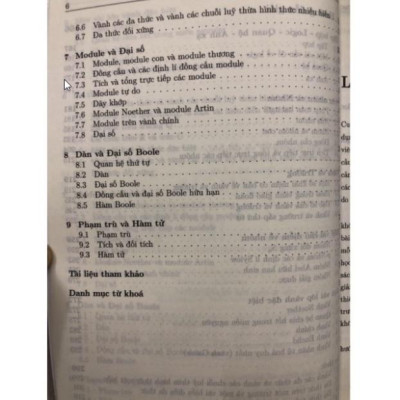 6
6.6 Vành các đa thức và vành các chuỗi luỹ thừa hình thức nhiều biến
6.7 Đa thức đối xứng
7 Module và Đại số
7.1 Module, module con và module thương
7.2 Đồng cấu và các định lí đồng cấu module
7.3 Tích và tổng trực tiếp các module
7.4 Module tự do
7.5 Dãy khớp
7.6 Module Noether và module Artin
7.7 Module trên vành chính
7.8 Đại số
8 Dàn và Đại số Boole
8.1 Quan hệ thứ tự
8.2 Dàn
8.3 Đại số Boole
8.4 Đồng cấu và đại số Boole hữu hạn
8.5 Hàm Boole
9 Phạm trù và Hàm tử
9.1 Phạm trù
9.2 Tích và đối tích
9.3 Hàm tử
Tài liệu tham khảo
Danh mục từ khoá